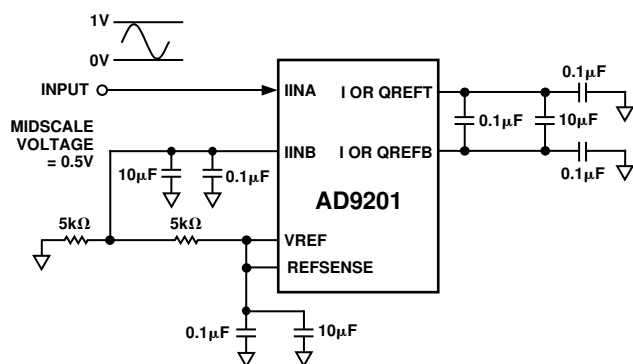 1V
0V
INPUT
IINA
I OR QREFT
0.1μF
MIDSCALE
VOLTAGE
= 0.5V
0.1μF
10μF
IINB
I OR QREFB
10μF
0.1μF
0.1μF
AD9201
5kΩ
5kΩ
VREF
REFSENSE
0.1μF
10μF